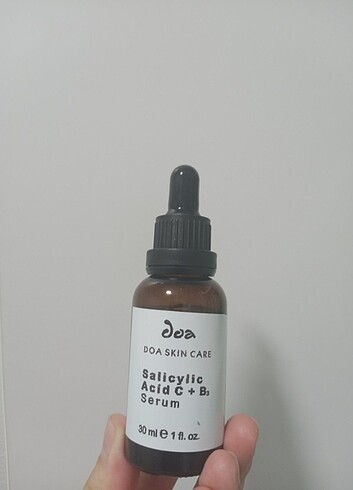 doa
DOA SKIN CARE
Salicylic
Acid C + B₃
Serum
30 ml ℮ 1 fl. oz.